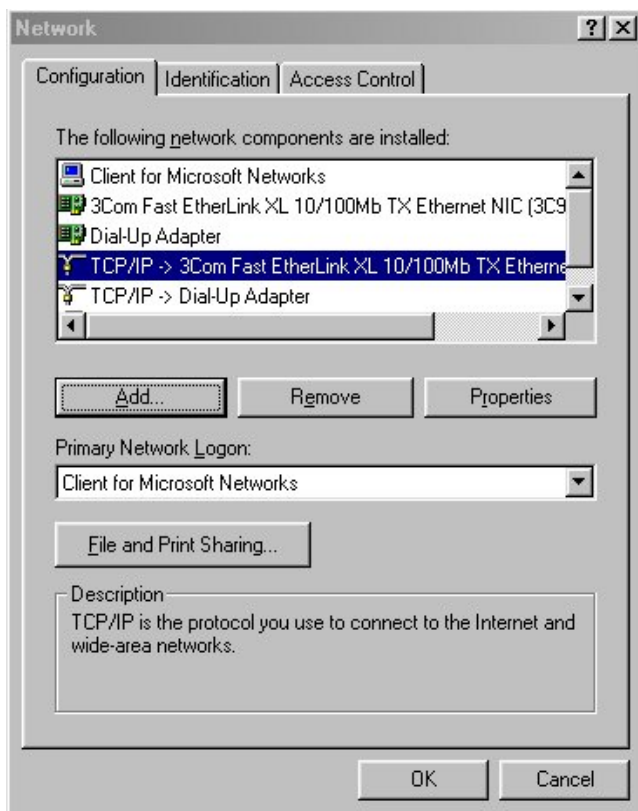 Network
Configuration Identification Access Control
The following network components are installed:
Client for Microsoft Networks
3Com Fast EtherLink XL 10/100Mb TX Ethernet NIC (3C9
Dial-Up Adapter
TCP/IP -> 3Com Fast EtherLink XL 10/100Mb TX Etherne
TCP/IP -> Dial-Up Adapter
Add... Remove Properties
Primary Network Logon:
Client for Microsoft Networks
File and Print Sharing...
Description
TCP/IP is the protocol you use to connect to the Internet and
wide-area networks.
OK Cancel